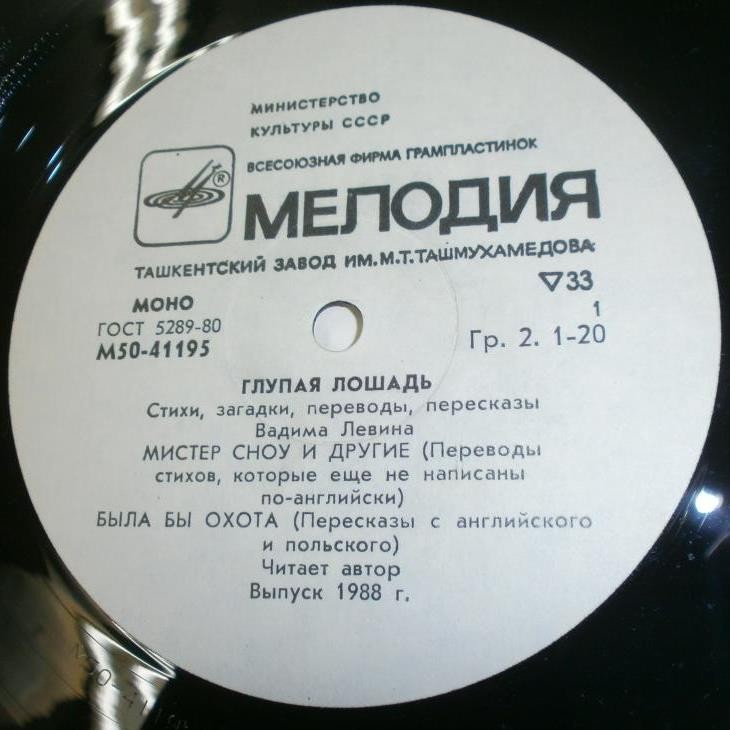 МИНИСТЕРСТВО
КУЛЬТУРЫ СССР
ВСЕСОЮЗНАЯ ФИРМА ГРАМПЛАСТИНОК
®
МЕЛОДИЯ
ТАШКЕНТСКИЙ ЗАВОД ИМ. М.Т. ТАШМУХАМЕДОВА
МОНО
▽33
ГОСТ 5289-80
1
М50-41195
Гр. 2. 1-20
ГЛУПАЯ ЛОШАДЬ
Стихи, загадки, переводы, пересказы
Вадима Левина
МИСТЕР СНОУ И ДРУГИЕ (Переводы
стихов, которые еще не написаны
по-английски)
БЫЛА БЫ ОХОТА (Пересказы с английского
и польского)
Читает автор
Выпуск 1988 г.